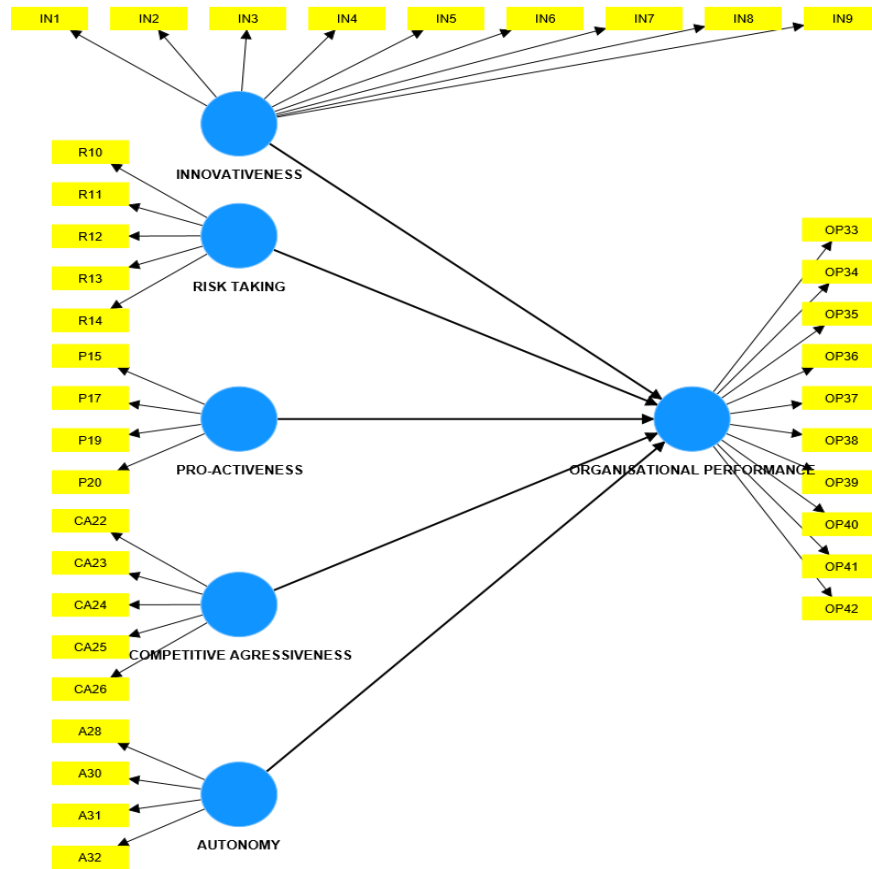 IN1
IN2
IN3
IN4
IN5
IN6
IN7
IN8
IN9
INNOVATIVENESS
R10
R11
R12
R13
R14
RISK TAKING
P15
P17
P19
P20
PRO-ACTIVENESS
CA22
CA23
CA24
CA25
CA26
COMPETITIVE AGRESSIVENESS
A28
A30
A31
A32
AUTONOMY
ORGANISATIONAL PERFORMANCE
OP33
OP34
OP35
OP36
OP37
OP38
OP39
OP40
OP41
OP42